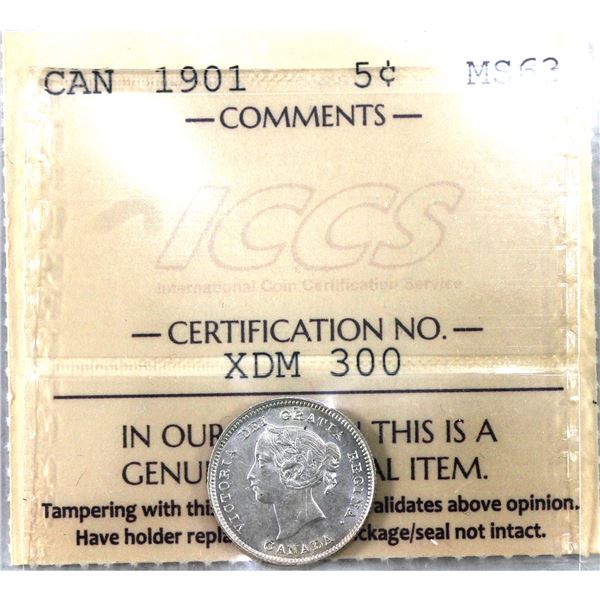 CAN 1901 5¢ MS63
— COMMENTS —
ICCS
International Coin Certification Service
— CERTIFICATION NO. —
XDM 300
IN OUR THIS IS A
GENU AL ITEM.
Tampering with thi alidates above opinion.
Have holder repla ckage/seal not intact.
VICTORIA DEI GRATIA REGINA.
CANADA